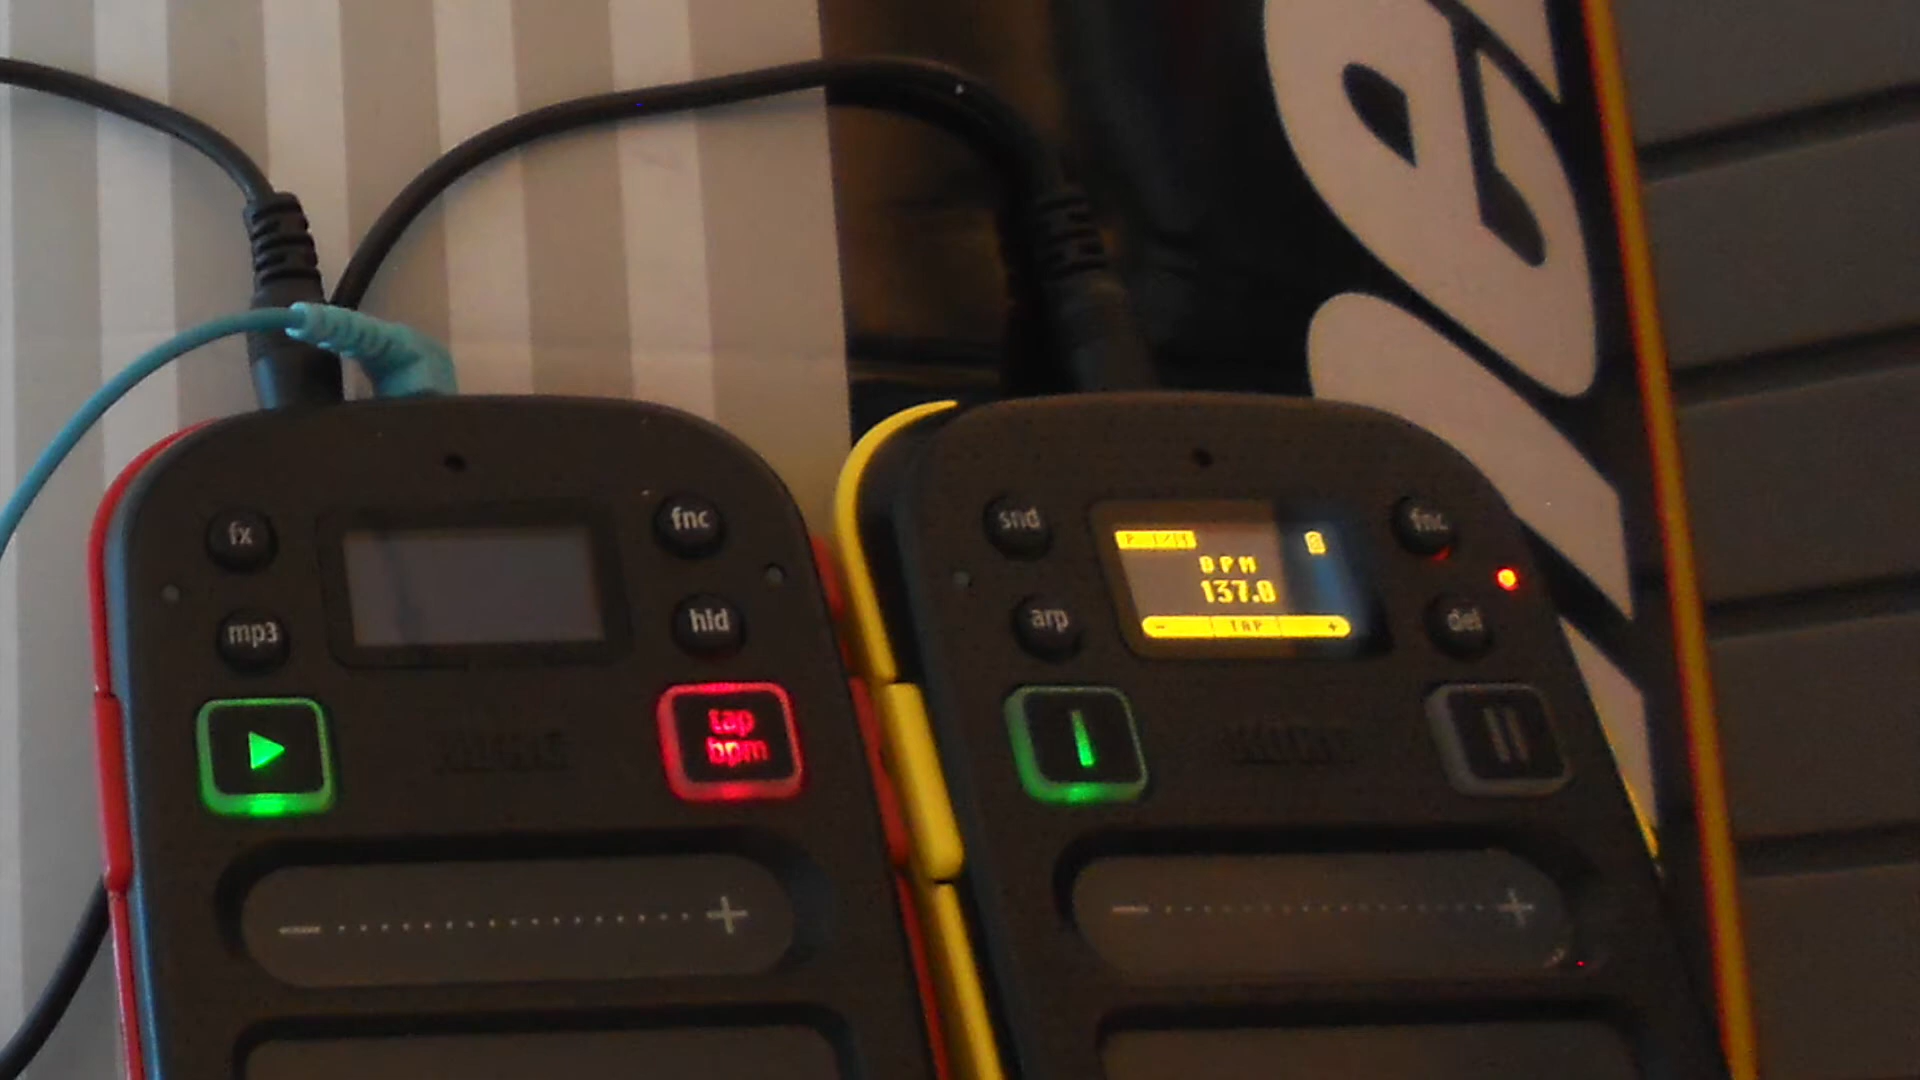 fx
fnc
mp3
hld
tap
bpm
snd
fnc
BPM
137.0
- TAP +
arp
del